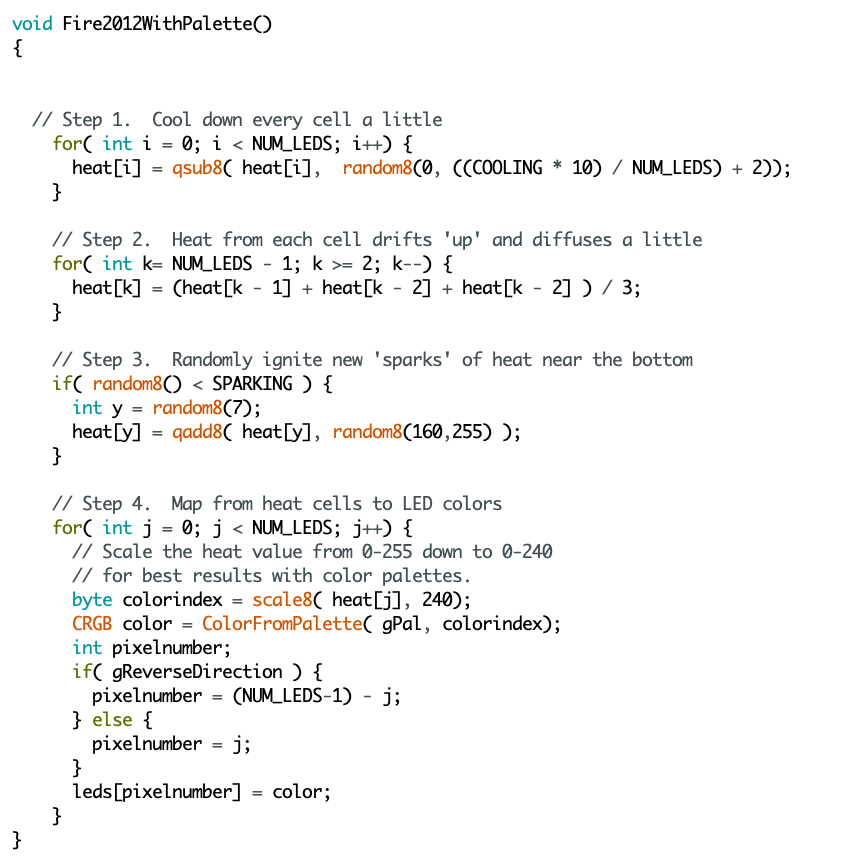 void Fire2012WithPalette()
{
  // Step 1.  Cool down every cell a little
    for( int i = 0; i < NUM_LEDS; i++) {
      heat[i] = qsub8( heat[i],  random8(0, ((COOLING * 10) / NUM_LEDS) + 2));
    }
    // Step 2.  Heat from each cell drifts 'up' and diffuses a little
    for( int k= NUM_LEDS - 1; k >= 2; k--) {
      heat[k] = (heat[k - 1] + heat[k - 2] + heat[k - 2] ) / 3;
    }
    // Step 3.  Randomly ignite new 'sparks' of heat near the bottom
    if( random8() < SPARKING ) {
      int y = random8(7);
      heat[y] = qadd8( heat[y], random8(160,255) );
    }
    // Step 4.  Map from heat cells to LED colors
    for( int j = 0; j < NUM_LEDS; j++) {
      // Scale the heat value from 0-255 down to 0-240
      // for best results with color palettes.
      byte colorindex = scale8( heat[j], 240);
      CRGB color = ColorFromPalette( gPal, colorindex);
      int pixelnumber;
      if( gReverseDirection ) {
        pixelnumber = (NUM_LEDS-1) - j;
      } else {
        pixelnumber = j;
      }
      leds[pixelnumber] = color;
    }
}